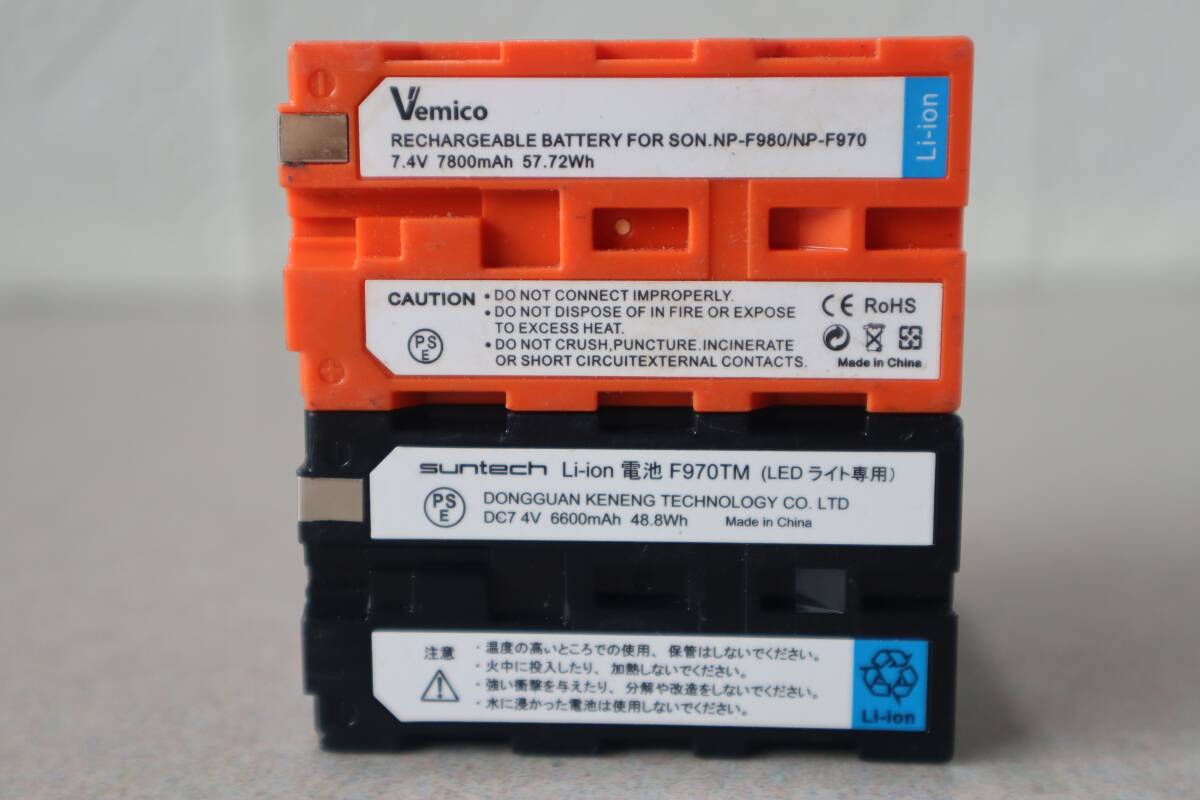 Vemico
RECHARGEABLE BATTERY FOR SON.NP-F980/NP-F970
7.4V 7800mAh 57.72Wh
Li-ion
CAUTION
• DO NOT CONNECT IMPROPERLY.
• DO NOT DISPOSE OF IN FIRE OR EXPOSE
TO EXCESS HEAT.
• DO NOT CRUSH,PUNCTURE.INCINERATE
OR SHORT CIRCUITEXTERNAL CONTACTS.
PS
E
CE RoHS
Made in China
suntech Li-ion 電池 F970TM (LED ライト専用)
PS
E
DONGGUAN KENENG TECHNOLOGY CO. LTD
DC7.4V 6600mAh 48.8Wh Made in China
注意
・温度の高いところでの使用、保管はしないでください。
・火中に投入したり、加熱しないでください。
・強い衝撃を与えたり、分解や改造をしないでください。
・水に浸かった電池は使用しないでください。
Li-ion